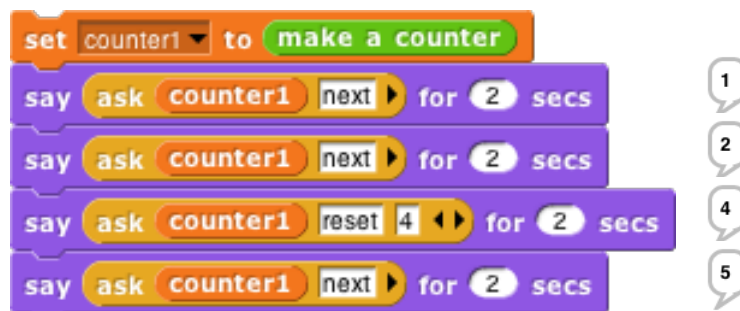 set counter1 to make a counter
say ask counter1 next for 2 secs 1
say ask counter1 next for 2 secs 2
say ask counter1 reset 4 for 2 secs 4
say ask counter1 next for 2 secs 5